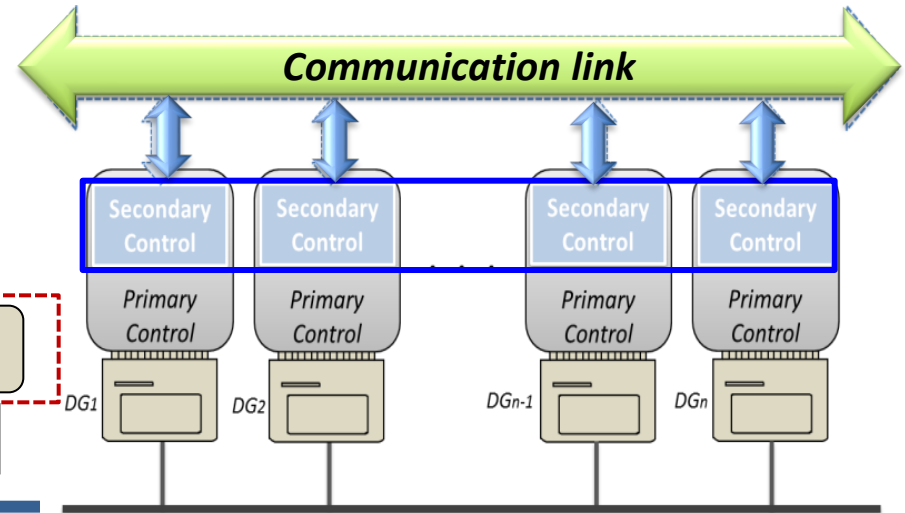 Communication link
Secondary
Control
Secondary
Control
Secondary
Control
Secondary
Control
. . .
Primary
Control
Primary
Control
Primary
Control
Primary
Control
DG1
DG2
DGn-1
DGn